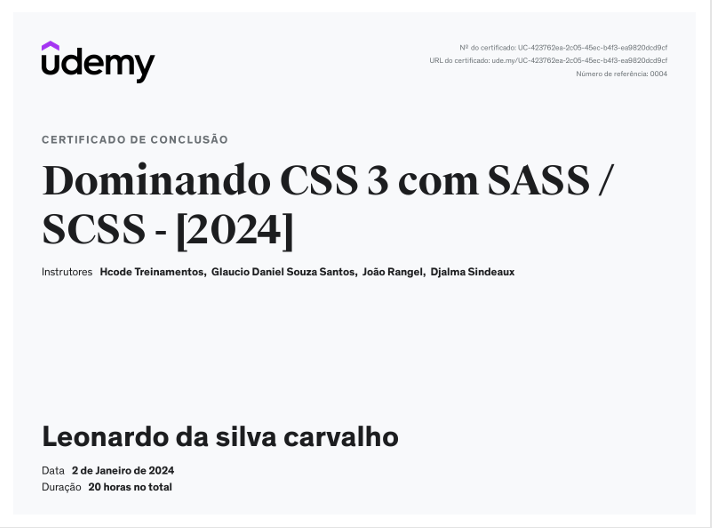 udemy
Nº do certificado: UC-423762ea-2c05-45ec-b4f3-ea9820dcd9cf
URL do certificado: ude.my/UC-423762ea-2c05-45ec-b4f3-ea9820dcd9cf
Número de referência: 0004
CERTIFICADO DE CONCLUSÃO
Dominando CSS 3 com SASS /
SCSS - [2024]
Instrutores Hcode Treinamentos, Glaucio Daniel Souza Santos, João Rangel, Djalma Sindeaux
Leonardo da silva carvalho
Data 2 de Janeiro de 2024
Duração 20 horas no total